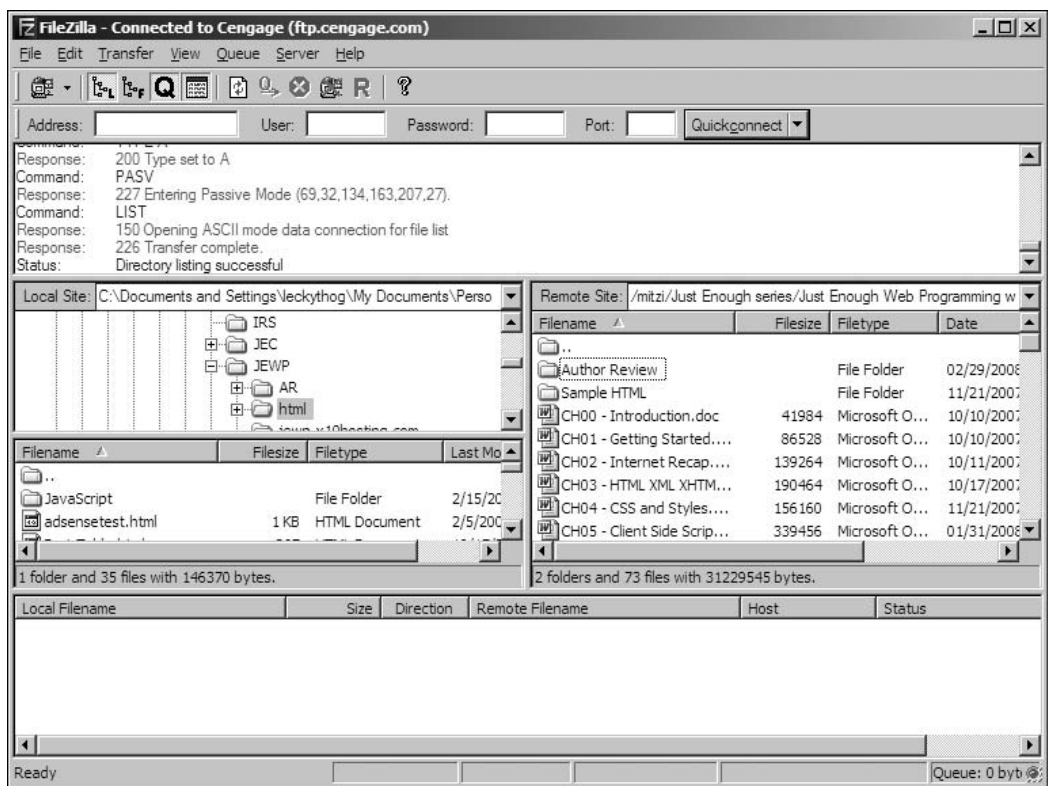 FileZilla - Connected to Cengage (ftp.cengage.com)
File Edit Transfer View Queue Server Help
Address: User: Password: Port: Quickconnect
Response: 200 Type set to A
Command: PASV
Response: 227 Entering Passive Mode (69,32,134,163,207,27).
Command: LIST
Response: 150 Opening ASCII mode data connection for file list
Response: 226 Transfer complete.
Status: Directory listing successful
Local Site: C:\Documents and Settings\leckythog\My Documents\Perso
IRS
JEC
JEWP
AR
html
Filename Filesize Filetype Last Mo
..
JavaScript File Folder 2/15/20
adsensetest.html 1 KB HTML Document 2/5/200
1 folder and 35 files with 146370 bytes.
Remote Site: /mitzi/Just Enough series/Just Enough Web Programming w
Filename Filesize Filetype Date
..
Author Review File Folder 02/29/2008
Sample HTML File Folder 11/21/2007
CH00 - Introduction.doc 41984 Microsoft O... 10/10/2007
CH01 - Getting Started.... 86528 Microsoft O... 10/10/2007
CH02 - Internet Recap.... 139264 Microsoft O... 10/11/2007
CH03 - HTML XML XHTM... 190464 Microsoft O... 10/17/2007
CH04 - CSS and Styles.... 156160 Microsoft O... 11/21/2007
CH05 - Client Side Scrip... 339456 Microsoft O... 01/31/2008
2 folders and 73 files with 31229545 bytes.
Local Filename Size Direction Remote Filename Host Status
Ready Queue: 0 byt